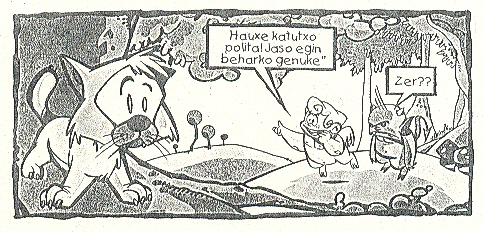 Hauxe katutxo
polita! Jaso egin
beharko genuke"
Zer??